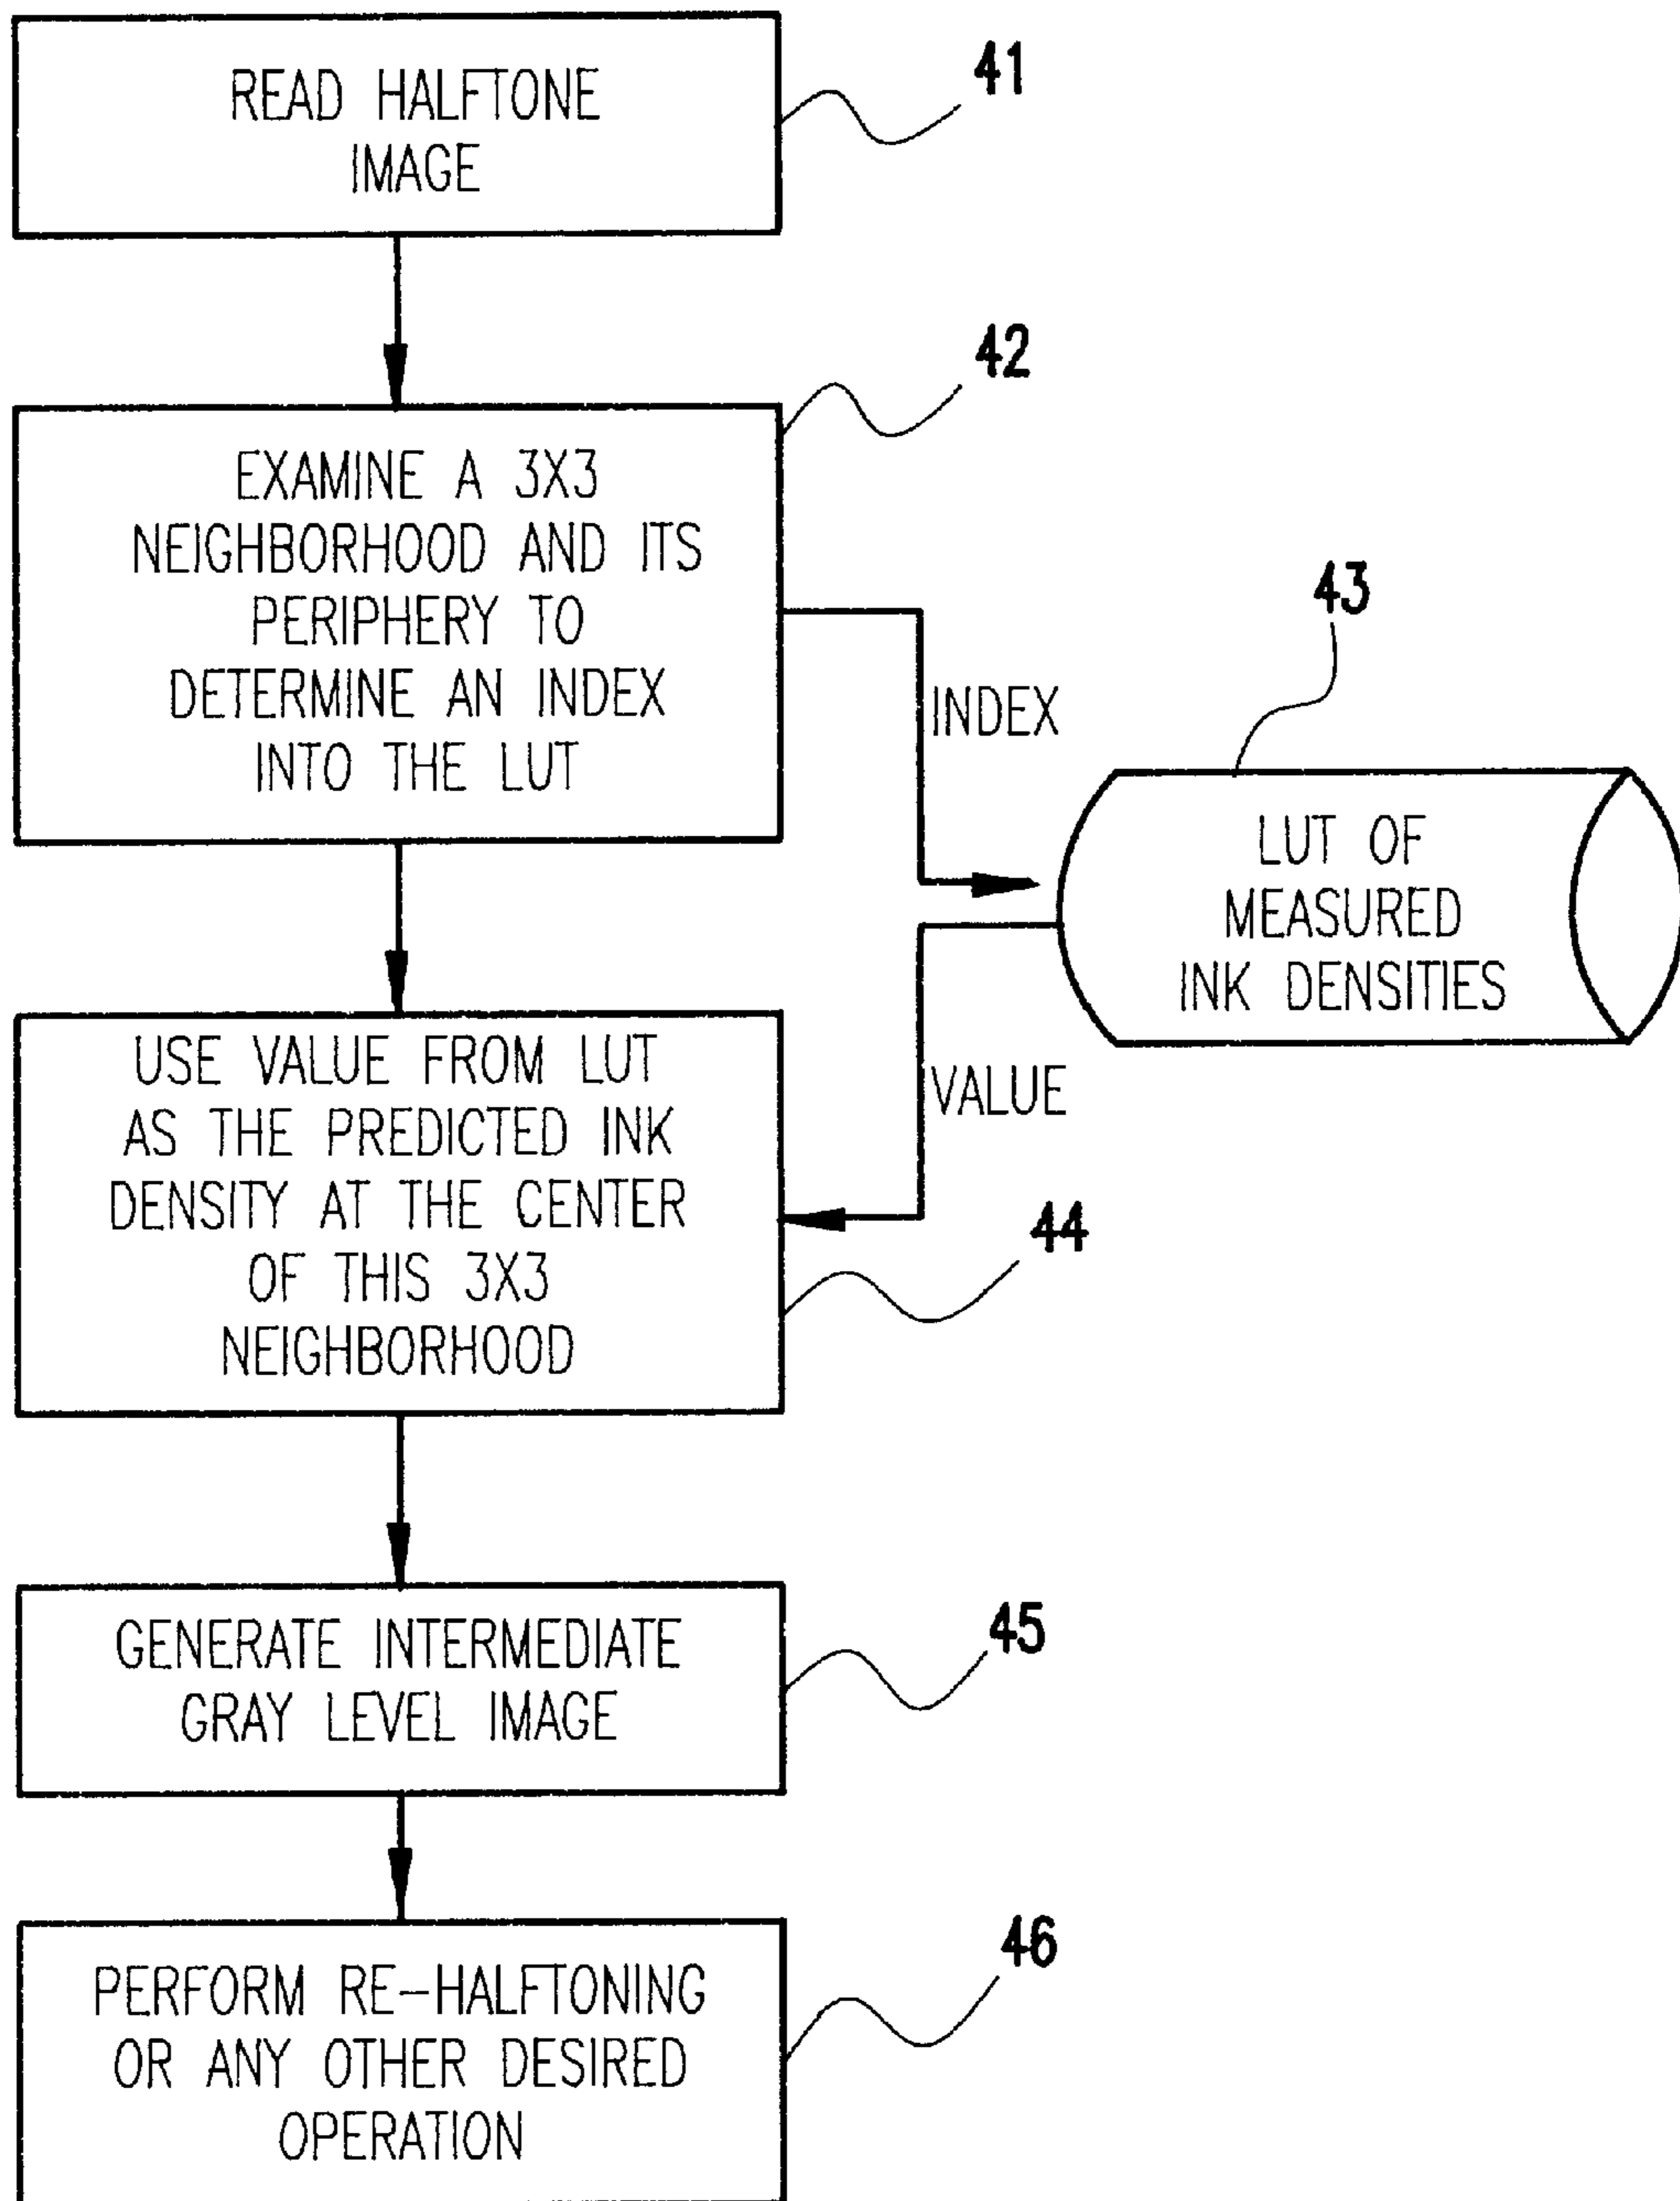 READ HALFTONE
IMAGE
41
EXAMINE A 3X3
NEIGHBORHOOD AND ITS
PERIPHERY TO
DETERMINE AN INDEX
INTO THE LUT
42
INDEX
43
LUT OF
MEASURED
INK DENSITIES
VALUE
USE VALUE FROM LUT
AS THE PREDICTED INK
DENSITY AT THE CENTER
OF THIS 3X3
NEIGHBORHOOD
44
GENERATE INTERMEDIATE
GRAY LEVEL IMAGE
45
PERFORM RE-HALFTONING
OR ANY OTHER DESIRED
OPERATION
46